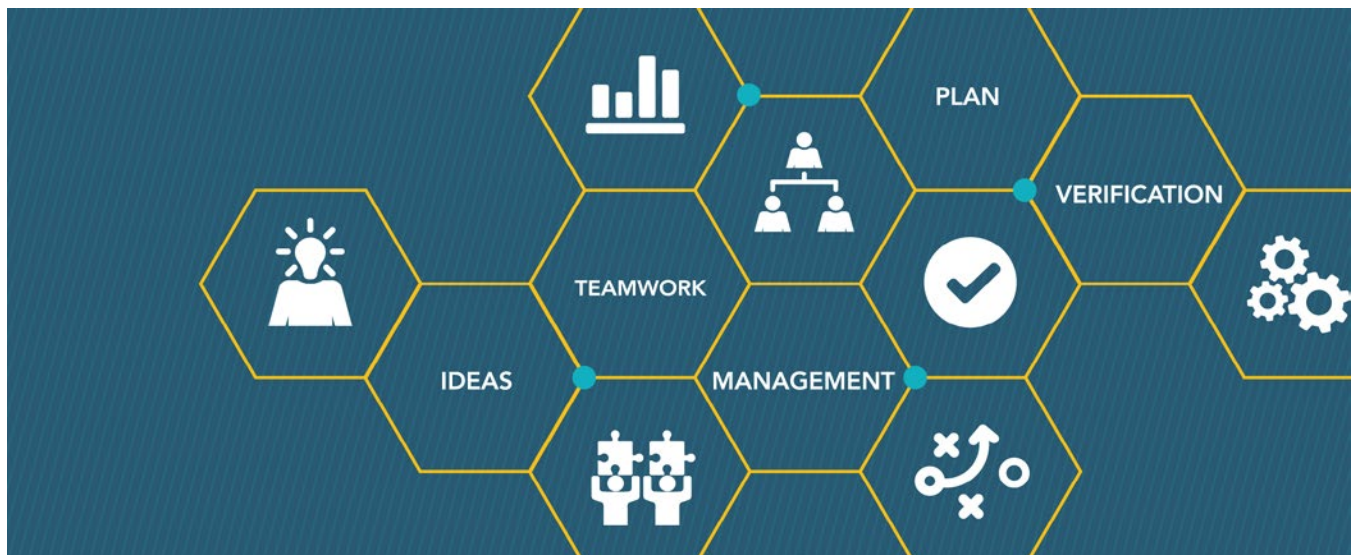 PLAN
VERIFICATION
TEAMWORK
IDEAS
MANAGEMENT